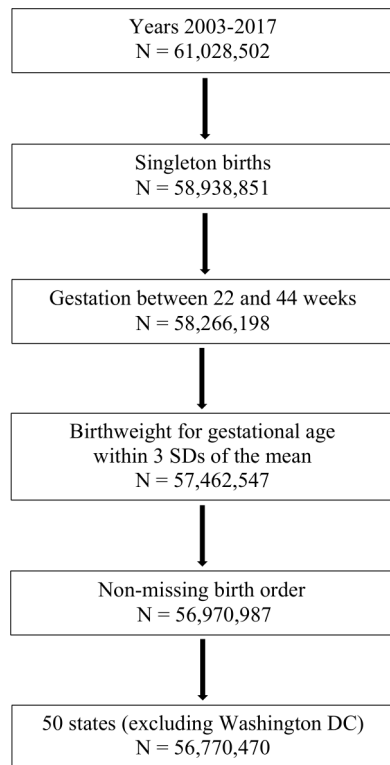 Years 2003-2017
N = 61,028,502
Singleton births
N = 58,938,851
Gestation between 22 and 44 weeks
N = 58,266,198
Birthweight for gestational age
within 3 SDs of the mean
N = 57,462,547
Non-missing birth order
N = 56,970,987
50 states (excluding Washington DC)
N = 56,770,470